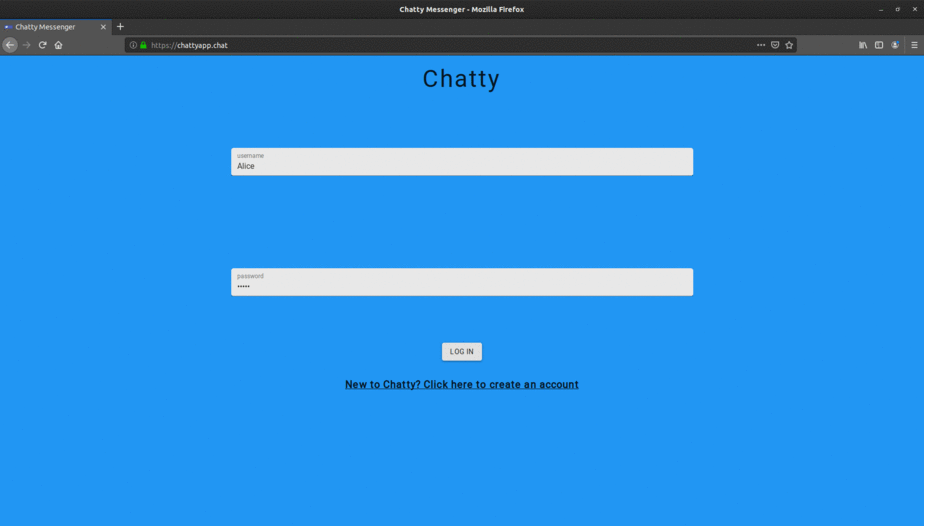 Chatty Messenger - Mozilla Firefox
Chatty Messenger
https://chattyapp.chat
Chatty
username
Alice
password
•••••
LOG IN
New to Chatty? Click here to create an account